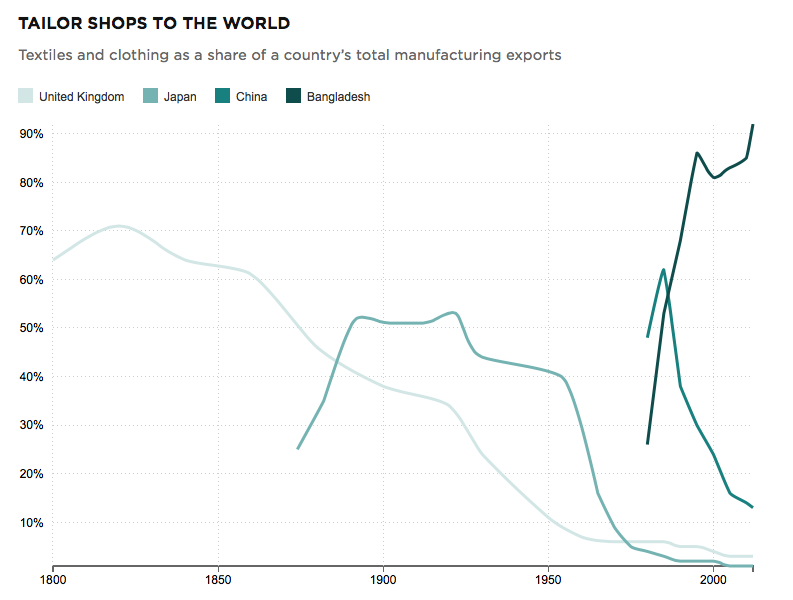 TAILOR SHOPS TO THE WORLD
Textiles and clothing as a share of a country's total manufacturing exports
United Kingdom Japan China Bangladesh
90%
80%
70%
60%
50%
40%
30%
20%
10%
1800 1850 1900 1950 2000